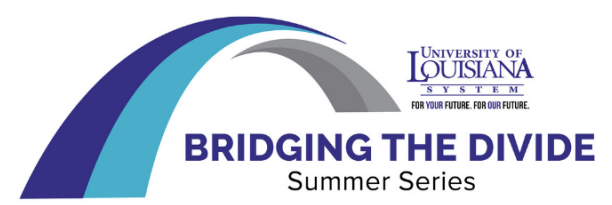 UNIVERSITY OF
LOUISIANA
SYSTEM
FOR YOUR FUTURE. FOR OUR FUTURE.
BRIDGING THE DIVIDE
Summer Series